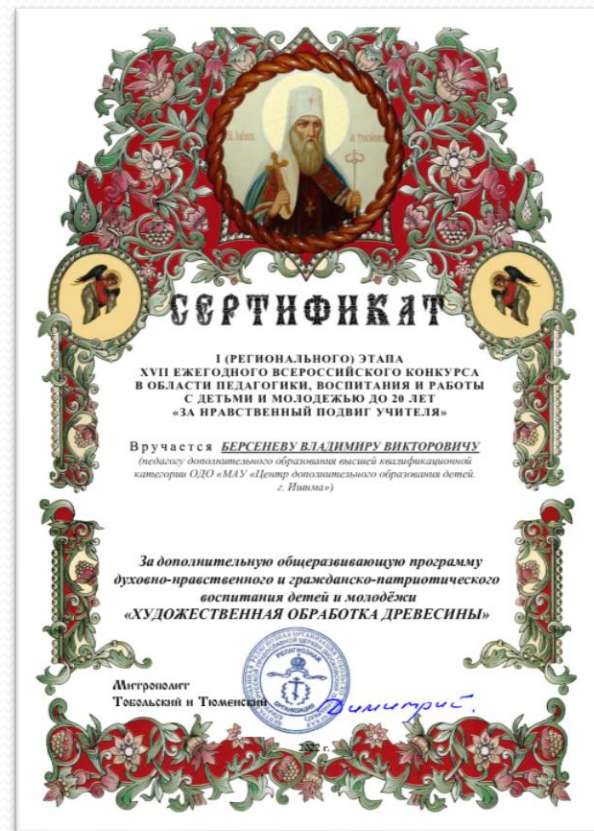 СЕРТИФИКАТ
I (РЕГИОНАЛЬНОГО) ЭТАПА
XVII ЕЖЕГОДНОГО ВСЕРОССИЙСКОГО КОНКУРСА
В ОБЛАСТИ ПЕДАГОГИКИ, ВОСПИТАНИЯ И РАБОТЫ
С ДЕТЬМИ И МОЛОДЕЖЬЮ ДО 20 ЛЕТ
«ЗА НРАВСТВЕННЫЙ ПОДВИГ УЧИТЕЛЯ»
Вручается БЕРСЕНЕВУ ВЛАДИМИРУ ВИКТОРОВИЧУ
(педагогу дополнительного образования высшей квалификационной
категории ОДО «МАУ «Центр дополнительного образования детей.
г. Ишима»)
За дополнительную общеразвивающую программу
духовно-нравственного и гражданско-патриотического
воспитания детей и молодёжи
«ХУДОЖЕСТВЕННАЯ ОБРАБОТКА ДРЕВЕСИНЫ»
РЕЛИГИОЗНАЯ
ОРГАНИЗАЦИЯ
Митрополит
Тобольский и Тюменский
Димитрий.
2022 г.